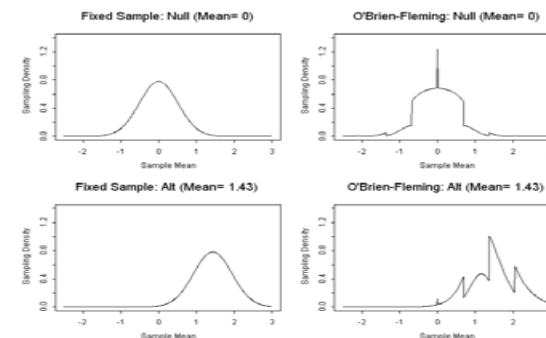 Fixed Sample: Null (Mean= 0)
Sampling Density
0.0 0.4 0.8 1.2
-2 -1 0 1 2 3
Sample Mean
O'Brien-Fleming: Null (Mean= 0)
Sampling Density
0.0 0.4 0.8 1.2
-2 -1 0 1 2
Sample Mean
Fixed Sample: Alt (Mean= 1.43)
Sampling Density
0.0 0.4 0.8 1.2
-2 -1 0 1 2 3
Sample Mean
O'Brien-Fleming: Alt (Mean= 1.43)
Sampling Density
0.0 0.4 0.8 1.2
-2 -1 0 1 2
Sample Mean